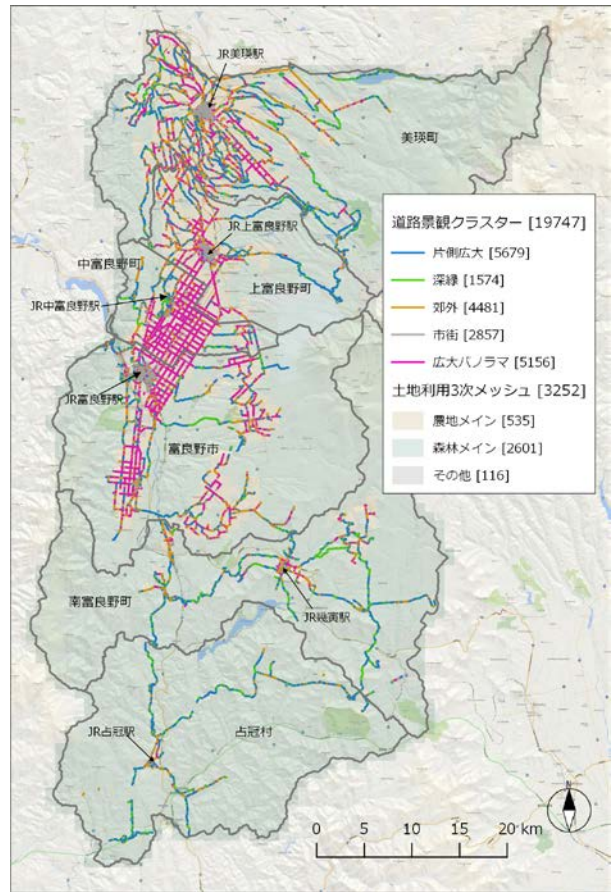 JR美瑛駅
美瑛町
道路景観クラスター [19747]
片側広大 [5679]
深緑 [1574]
郊外 [4481]
市街 [2857]
広大パノラマ [5156]
土地利用3次メッシュ [3252]
農地メイン [535]
森林メイン [2601]
その他 [116]
JR上富良野駅
中富良野町
上富良野町
JR中富良野駅
JR富良野駅
富良野市
南富良野町
JR幾寅駅
JR占冠駅
占冠村
0 5 10 15 20 km